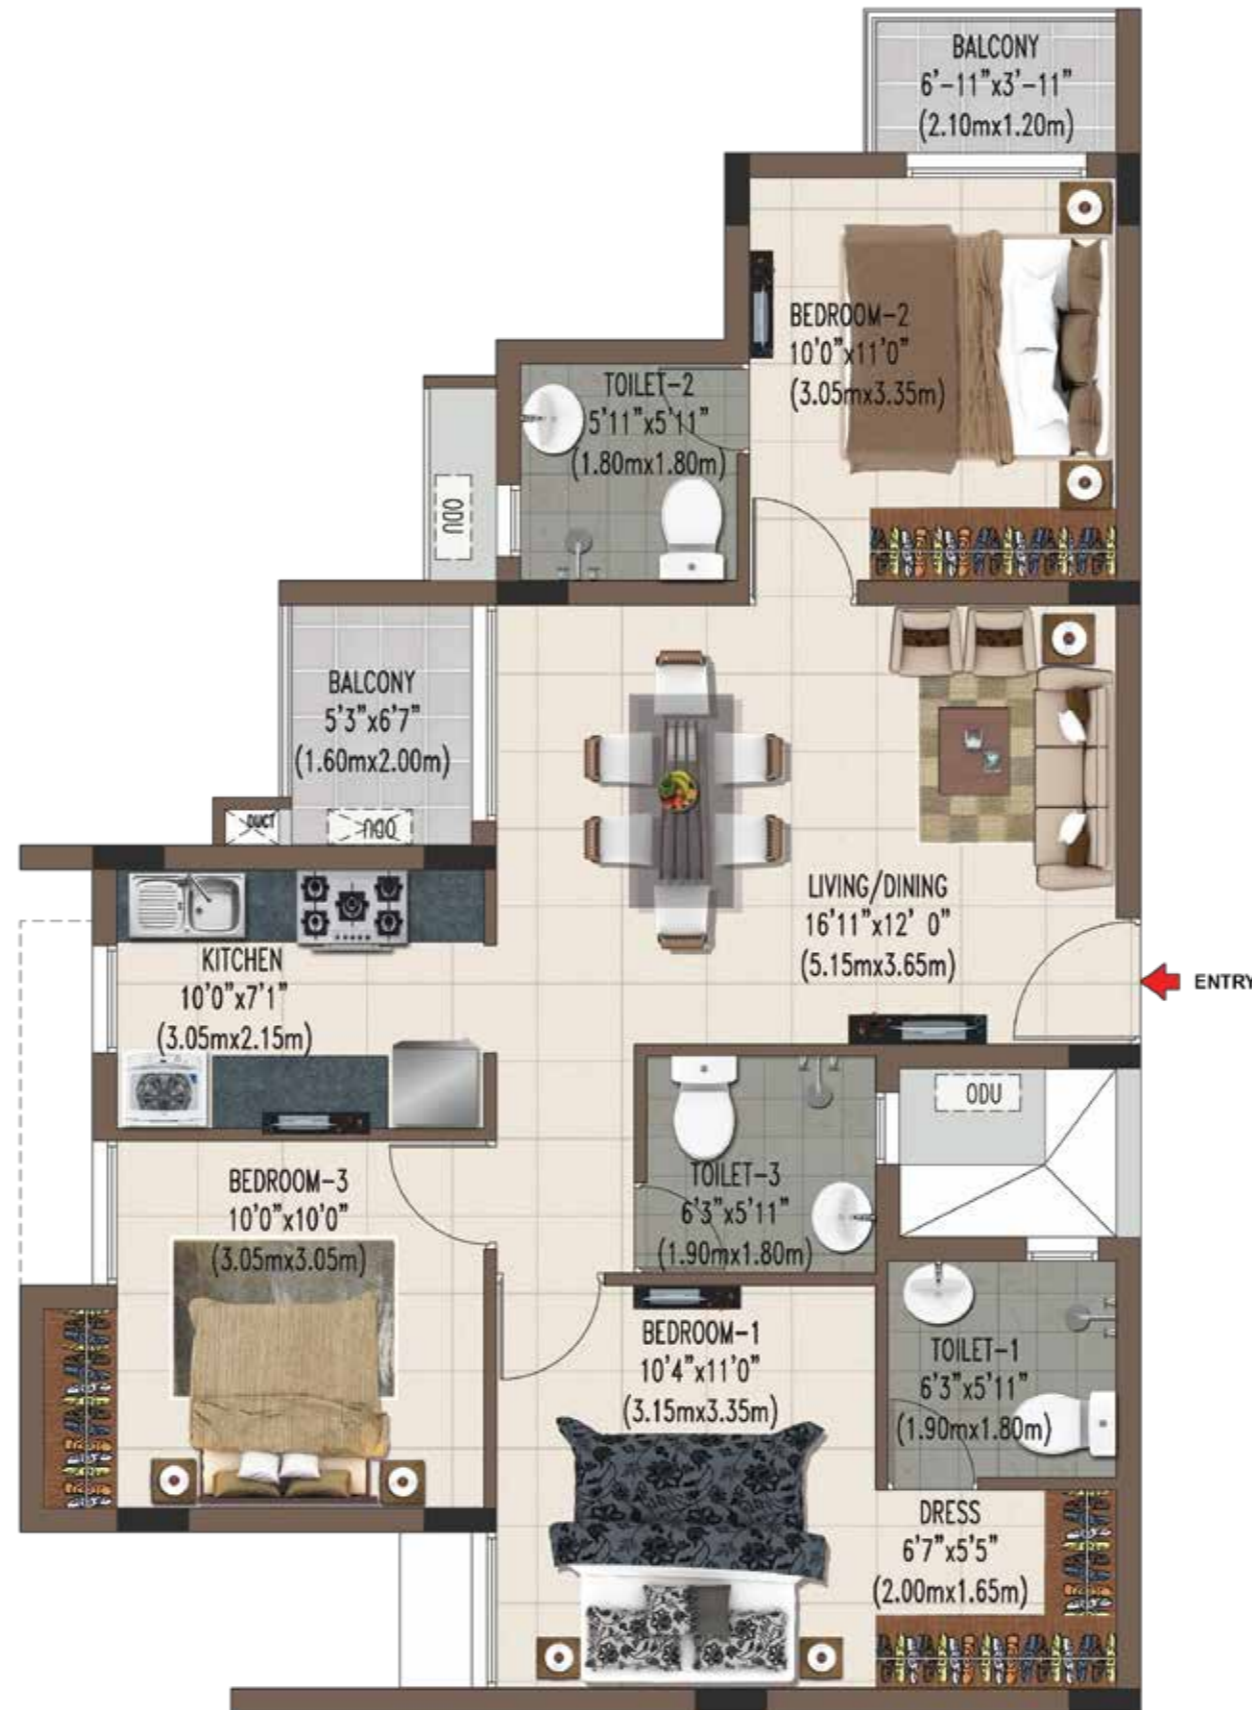 BALCONY
6'-11"x3'-11"
(2.10mx1.20m)
BEDROOM-2
10'0"x11'0"
(3.05mx3.35m)
TOILET-2
5'11"x5'11"
(1.80mx1.80m)
ODU
BALCONY
5'3"x6'7"
(1.60mx2.00m)
DUCT
ODU
LIVING/DINING
16'11"x12' 0"
(5.15mx3.65m)
KITCHEN
10'0"x7'1"
(3.05mx2.15m)
ENTRY
ODU
TOILET-3
6'3"x5'11"
(1.90mx1.80m)
BEDROOM-3
10'0"x10'0"
(3.05mx3.05m)
BEDROOM-1
10'4"x11'0"
(3.15mx3.35m)
TOILET-1
6'3"x5'11"
(1.90mx1.80m)
DRESS
6'7"x5'5"
(2.00mx1.65m)